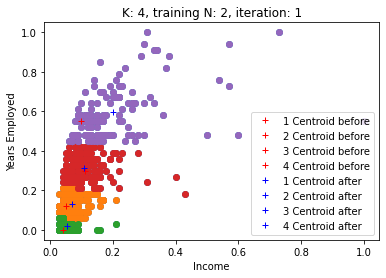 K: 4, training N: 2, iteration: 1
1.0
0.8
0.6
0.4
0.2
0.0
Years Employed
1 Centroid before
2 Centroid before
3 Centroid before
4 Centroid before
1 Centroid after
2 Centroid after
3 Centroid after
4 Centroid after
0.0 0.2 0.4 0.6 0.8 1.0
Income